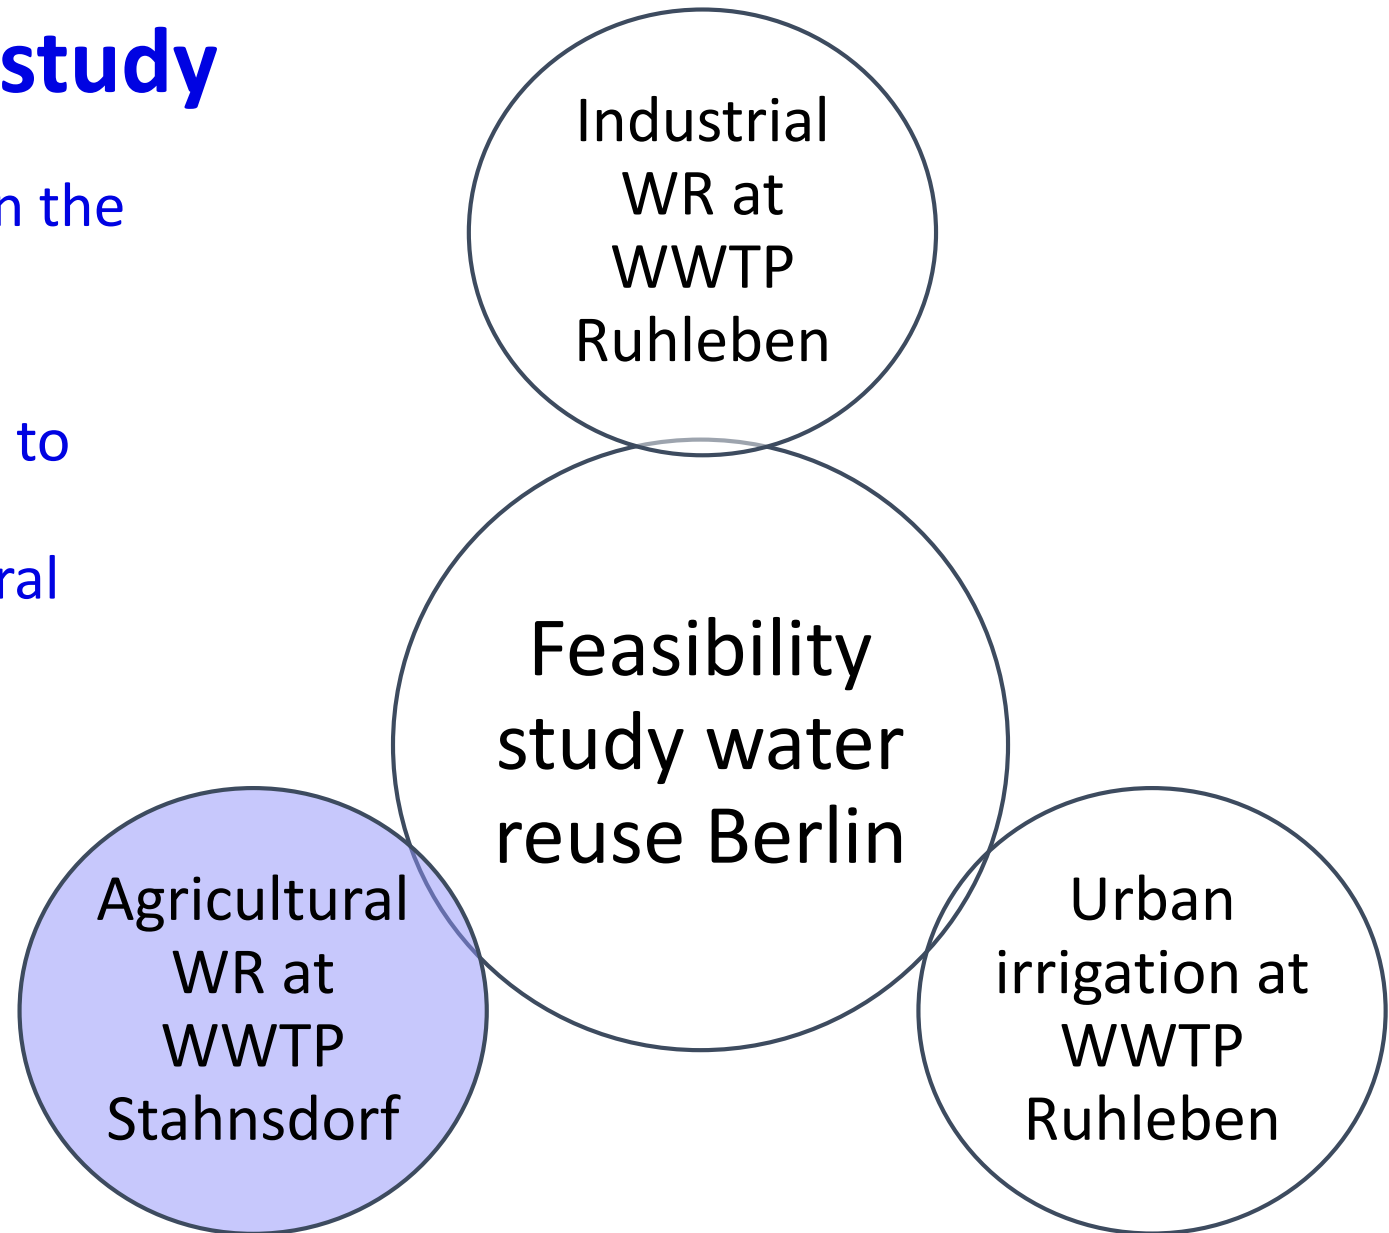 study
n the
to
ral
Industrial
WR at
WWTP
Ruhleben
Feasibility
study water
reuse Berlin
Agricultural
WR at
WWTP
Stahnsdorf
Urban
irrigation at
WWTP
Ruhleben